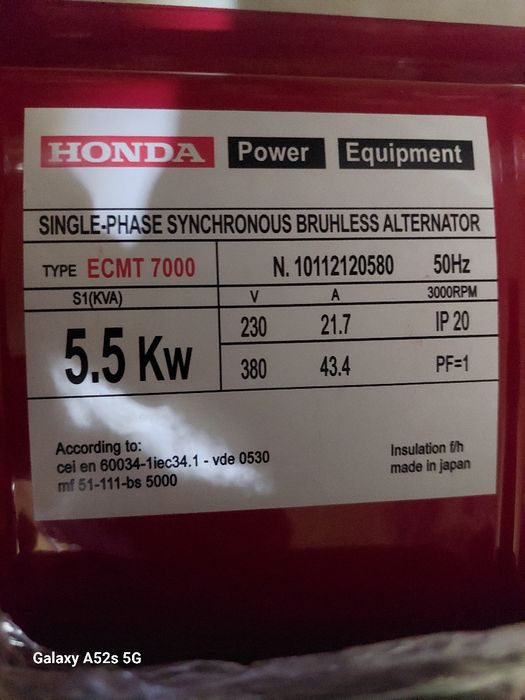 HONDA Power Equipment
SINGLE-PHASE SYNCHRONOUS BRUHLESS ALTERNATOR
TYPE ECMT 7000 N. 10112120580 50Hz
S1(KVA) V A 3000RPM
5.5 Kw
230 21.7 IP 20
380 43.4 PF=1
According to:
cei en 60034-1iec34.1 - vde 0530
mf 51-111-bs 5000
Insulation f/h
made in japan
Galaxy A52s 5G